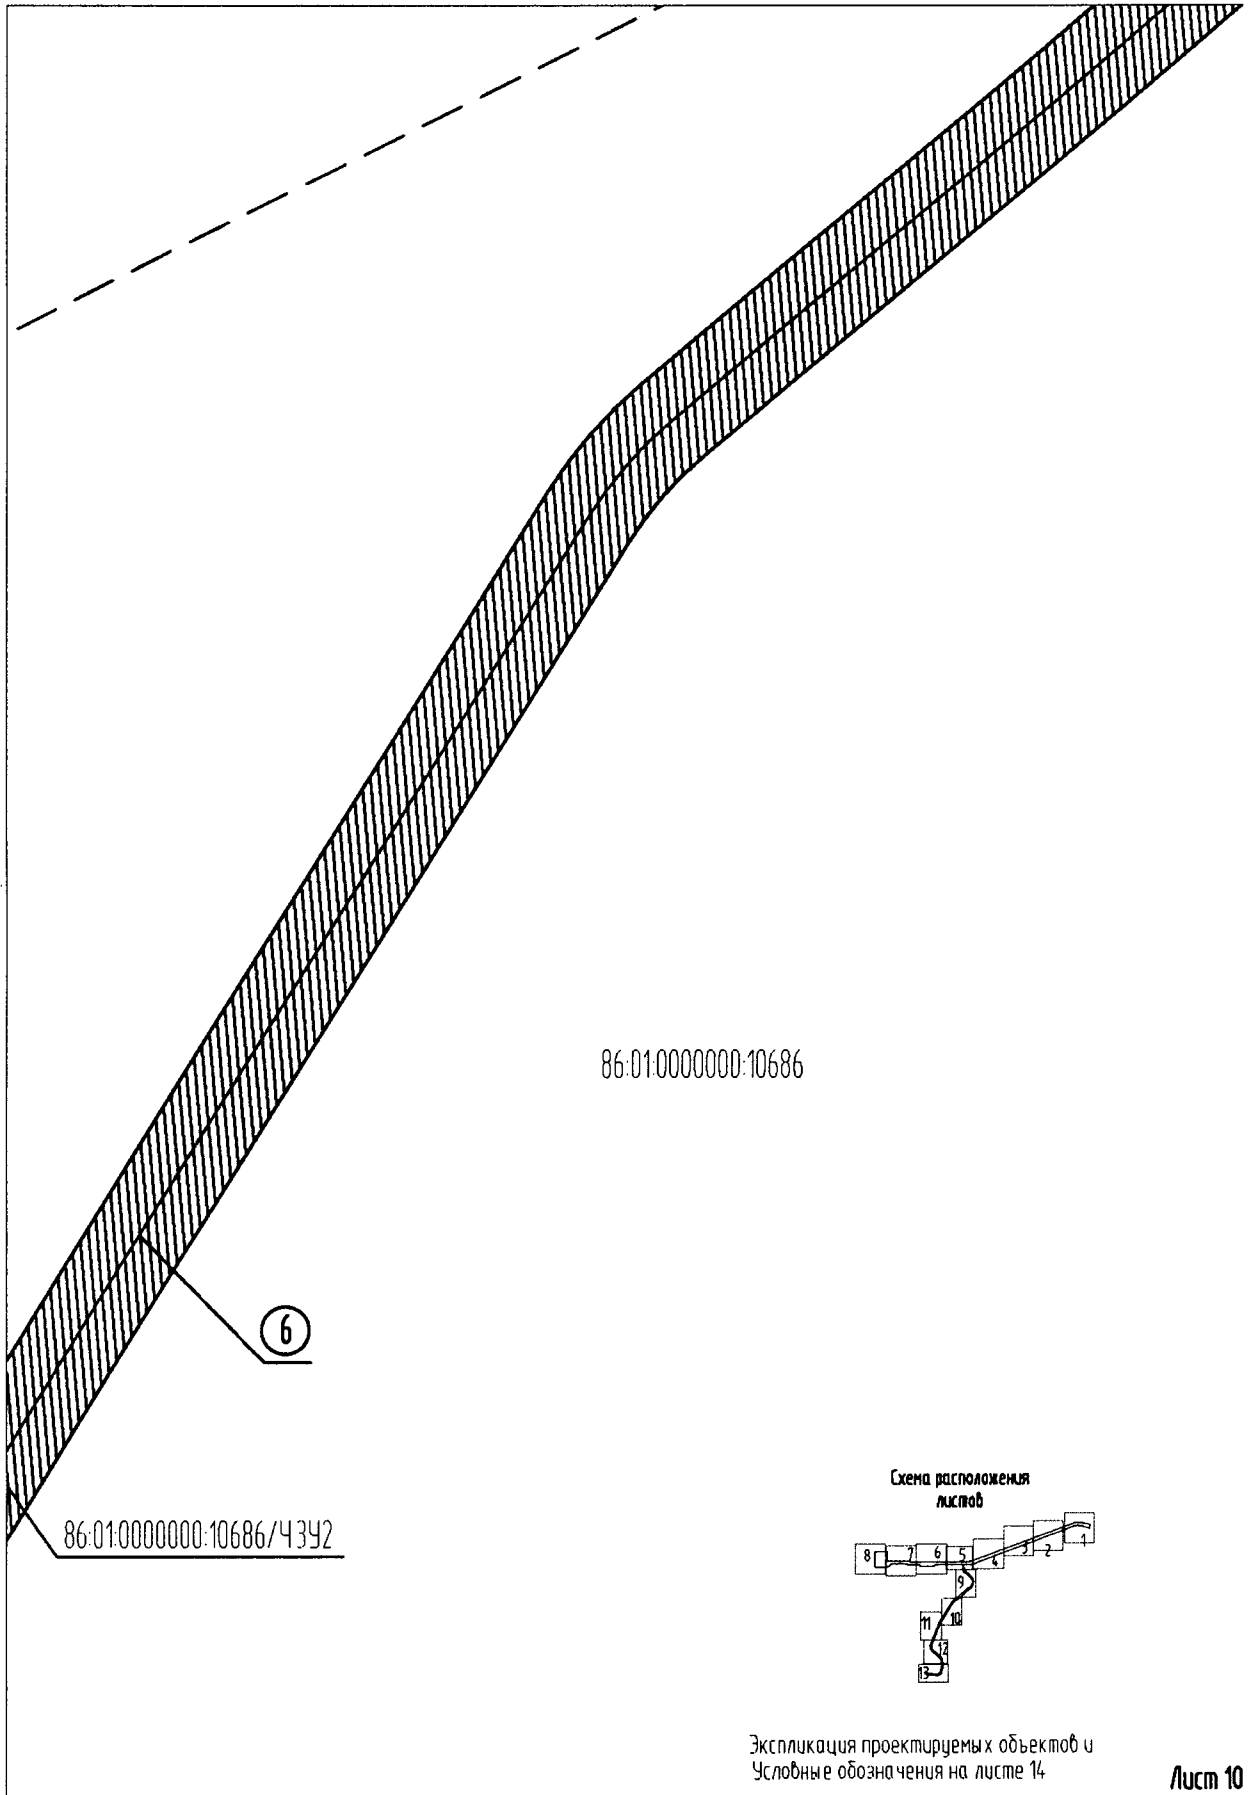 86:01:0000000:10686
6
86:01:0000000:10686/ЧЗУ2
Схема расположения
листов
8
7
6
5
4
3
2
1
9
10
11
12
13
Экспликация проектируемых объектов и
Условные обозначения на листе 14
Лист 10